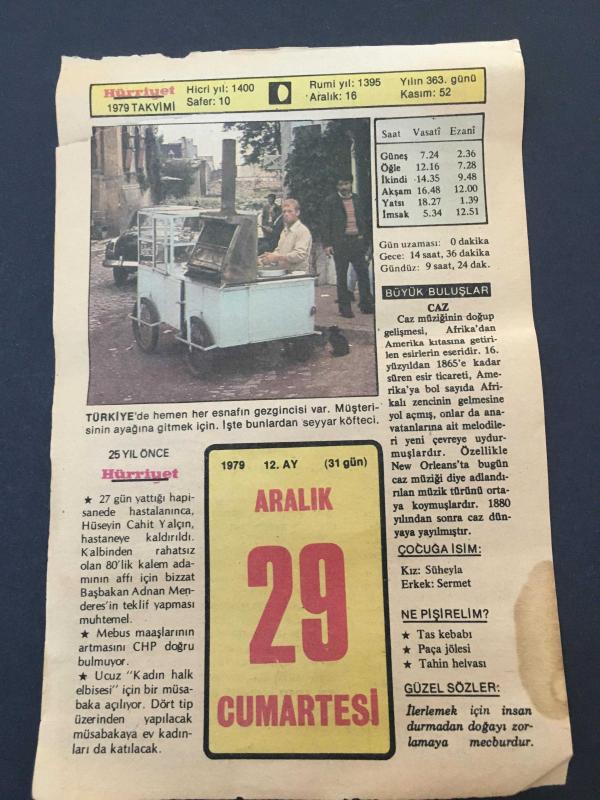 Hürriyet
1979 TAKVİMİ
Hicri yıl: 1400
Safer: 10
Rumi yıl: 1395
Aralık: 16
Yılın 363. günü
Kasım: 52
Saat Vasatî Ezanî
Güneş 7.24 2.36
Öğle 12.16 7.28
İkindi 14.35 9.48
Akşam 16.48 12.00
Yatsı 18.27 1.39
İmsak 5.34 12.51
Gün uzaması: 0 dakika
Gece: 14 saat, 36 dakika
Gündüz: 9 saat, 24 dak.
TÜRKİYE'de hemen her esnafın gezgincisi var. Müşteri-
sinin ayağına gitmek için. İşte bunlardan seyyar köfteci.
BÜYÜK BULUŞLAR
CAZ
Caz müziğinin doğup
gelişmesi, Afrika'dan
Amerika kıtasına getiri-
len esirlerin eseridir. 16.
yüzyıldan 1865'e kadar
süren esir ticareti, Ame-
rika'ya bol sayıda Afri-
kalı zencinin gelmesine
yol açmış, onlar da ana-
vatanlarına ait melodile-
ri yeni çevreye uydur-
muşlardır. Özellikle
New Orleans'ta bugün
caz müziği diye adlandı-
rılan müzik türünü orta-
ya koymuşlardır. 1880
yılından sonra caz dün-
yaya yayılmıştır.
25 YIL ÖNCE
Hürriyet
★ 27 gün yattığı hapi-
sanede hastalanınca,
Hüseyin Cahit Yalçın,
hastaneye kaldırıldı.
Kalbinden rahatsız
olan 80'lik kalem ada-
mının affı için bizzat
Başbakan Adnan Men-
deres'in teklif yapması
muhtemel.
★ Mebus maaşlarının
artmasını CHP doğru
bulmuyor.
★ Ucuz "Kadın halk
elbisesi" için bir müsa-
baka açılıyor. Dört tip
üzerinden yapılacak
müsabakaya ev kadın-
ları da katılacak.
1979 12. AY (31 gün)
ARALIK
29
CUMARTESİ
ÇOCUĞA İSİM:
Kız: Süheyla
Erkek: Sermet
NE PİŞİRELİM?
★ Tas kebabı
★ Paça jölesi
★ Tahin helvası
GÜZEL SÖZLER:
İlerlemek için insan
durmadan doğayı zor-
lamaya mecburdur.